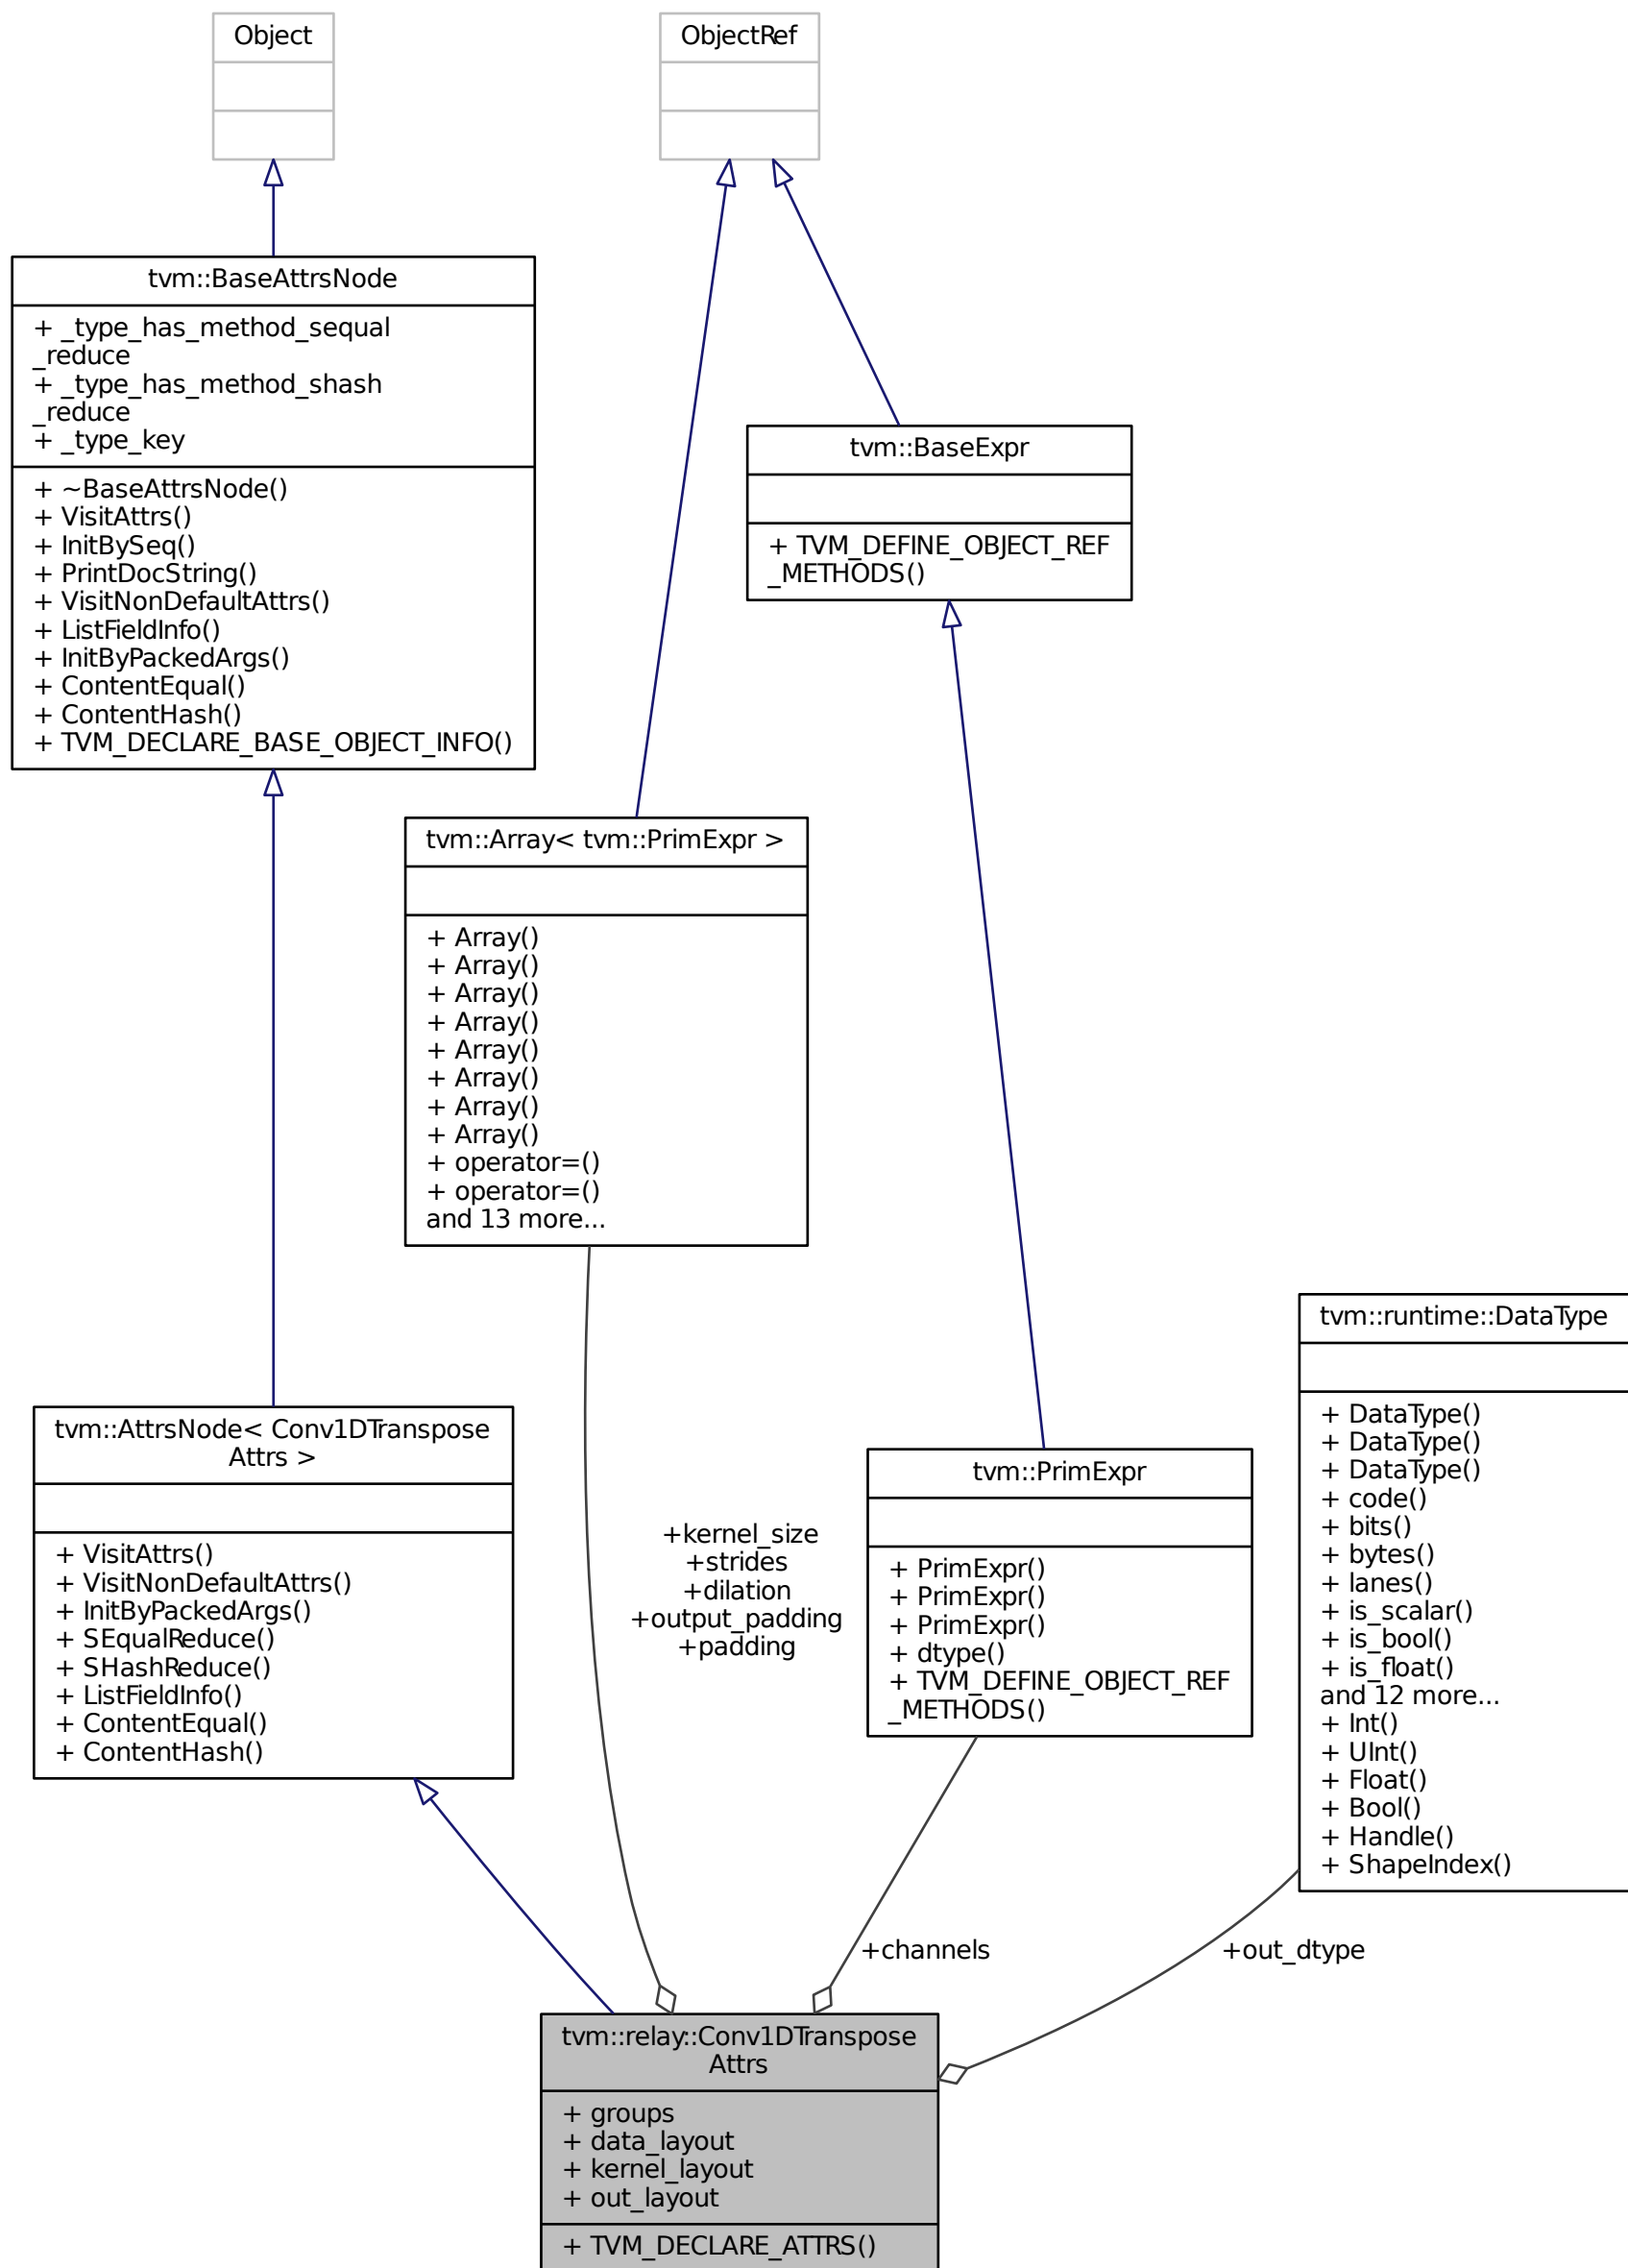 Object
ObjectRef
tvm::BaseAttrsNode
+ _type_has_method_sequal
_reduce
+ _type_has_method_shash
_reduce
+ _type_key
+ ~BaseAttrsNode()
+ VisitAttrs()
+ InitBySeq()
+ PrintDocString()
+ VisitNonDefaultAttrs()
+ ListFieldInfo()
+ InitByPackedArgs()
+ ContentEqual()
+ ContentHash()
+ TVM_DECLARE_BASE_OBJECT_INFO()
tvm::BaseExpr
+ TVM_DEFINE_OBJECT_REF
_METHODS()
tvm::Array< tvm::PrimExpr >
+ Array()
+ Array()
+ Array()
+ Array()
+ Array()
+ Array()
+ Array()
+ Array()
+ operator=()
+ operator=()
and 13 more...
tvm::AttrsNode< Conv1DTranspose
Attrs >
+ VisitAttrs()
+ VisitNonDefaultAttrs()
+ InitByPackedArgs()
+ SEqualReduce()
+ SHashReduce()
+ ListFieldInfo()
+ ContentEqual()
+ ContentHash()
+kernel_size
+strides
+dilation
+output_padding
+padding
tvm::PrimExpr
+ PrimExpr()
+ PrimExpr()
+ PrimExpr()
+ dtype()
+ TVM_DEFINE_OBJECT_REF
_METHODS()
tvm::runtime::DataType
+ DataType()
+ DataType()
+ DataType()
+ code()
+ bits()
+ bytes()
+ lanes()
+ is_scalar()
+ is_bool()
+ is_float()
and 12 more...
+ Int()
+ UInt()
+ Float()
+ Bool()
+ Handle()
+ ShapeIndex()
+channels
+out_dtype
tvm::relay::Conv1DTranspose
Attrs
+ groups
+ data_layout
+ kernel_layout
+ out_layout
+ TVM_DECLARE_ATTRS()